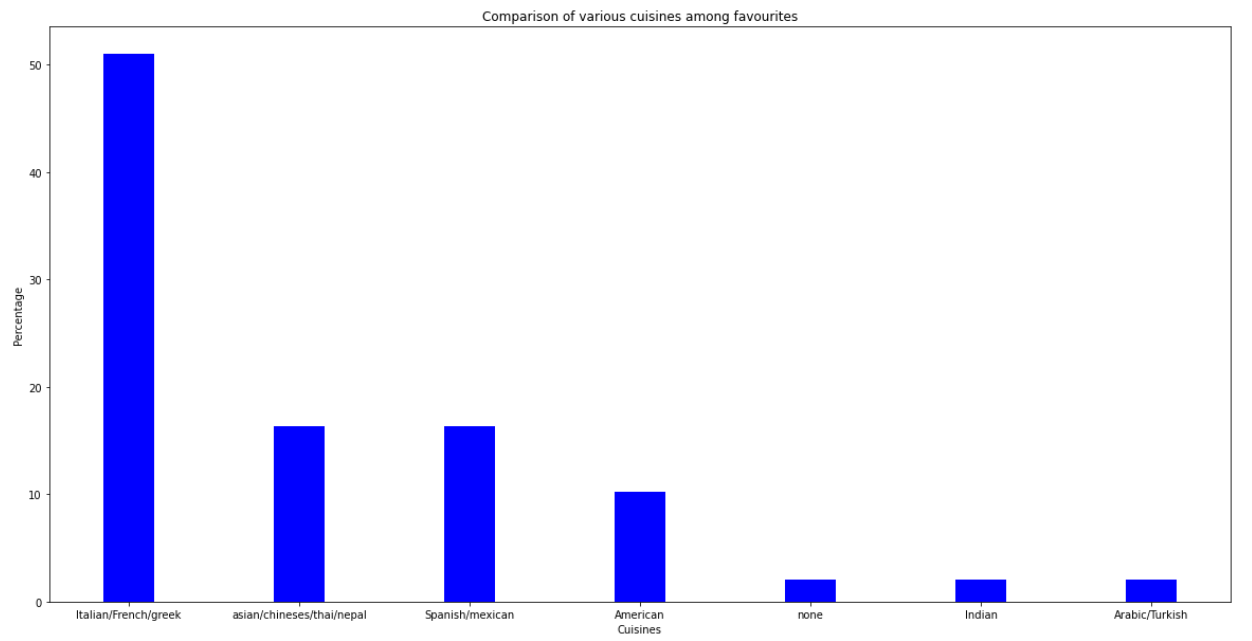 Comparison of various cuisines among favourites
Percentage
50
40
30
20
10
0
Italian/French/greek asian/chineses/thai/nepal Spanish/mexican American none Indian Arabic/Turkish
Cuisines